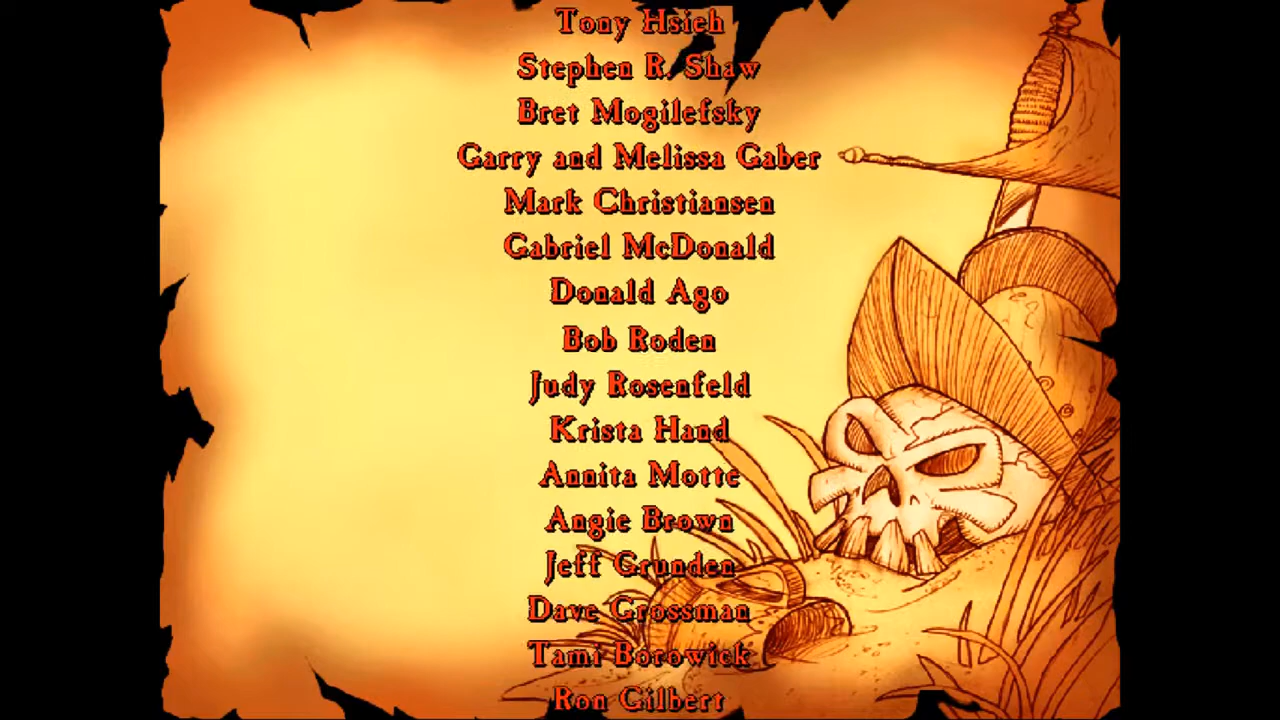 Tony Hsieh
Stephen R. Shaw
Bret Mogilefsky
Garry and Melissa Gaber
Mark Christiansen
Gabriel McDonald
Donald Ago
Bob Roden
Judy Rosenfeld
Krista Hand
Annita Motte
Angie Brown
Jeff Grunden
Dave Grossman
Tami Borowick
Ron Gilbert